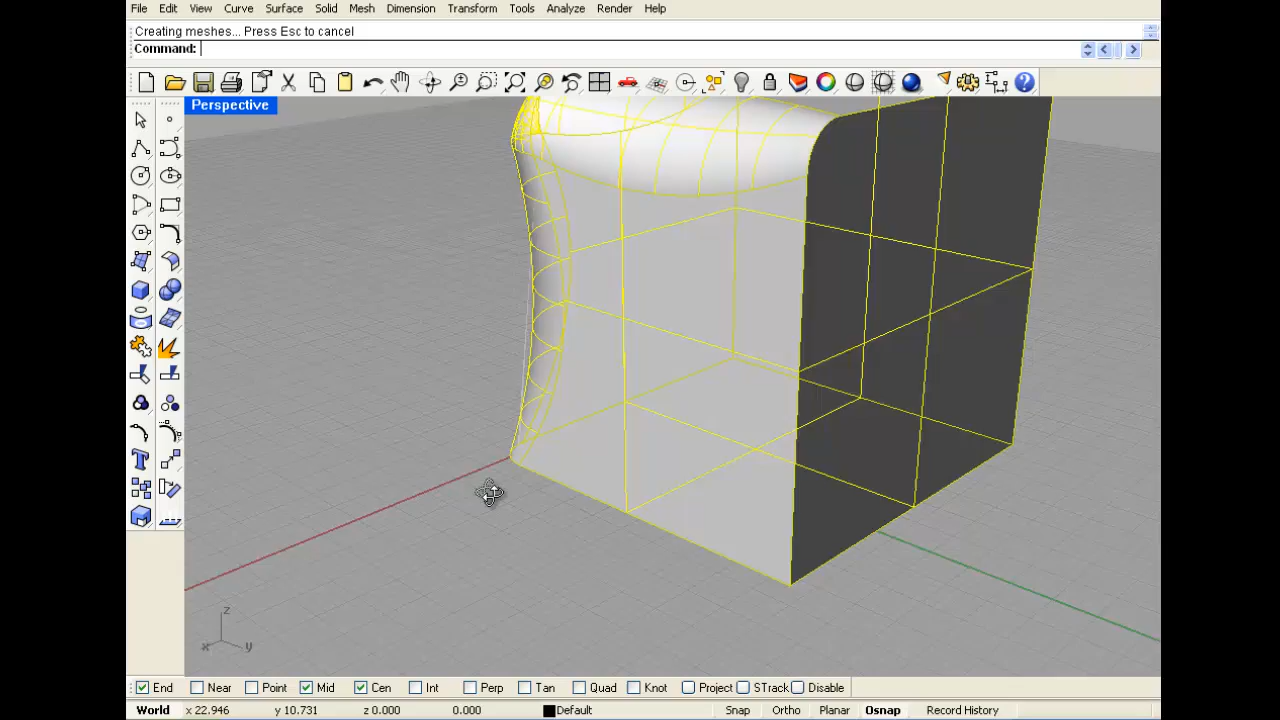 File Edit View Curve Surface Solid Mesh Dimension Transform Tools Analyze Render Help
Creating meshes... Press Esc to cancel
Command:
Perspective
z
x y
End Near Point Mid Cen Int Perp Tan Quad Knot Project STrack Disable
World x 22.946 y 10.731 z 0.000 0.000 Default Snap Ortho Planar Osnap Record History